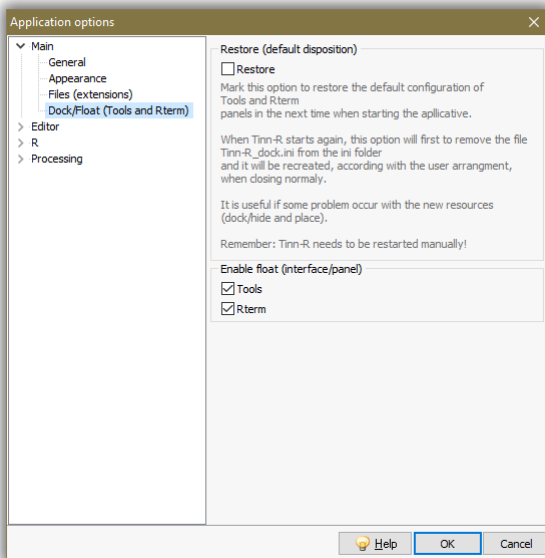 Application options
Main
General
Appearance
Files (extensions)
Dock/Float (Tools and Rterm)
Editor
R
Processing
Restore (default disposition)
Restore
Mark this option to restore the default configuration of
Tools and Rterm
panels in the next time when starting the apllicative.
When Tinn-R starts again, this option will first to remove the file
Tinn-R_dock.ini from the ini folder
and it will be recreated, according with the user arrangment,
when closing normaly.
It is useful if some problem occur with the new resources
(dock/hide and place).
Remember: Tinn-R needs to be restarted manually!
Enable float (interface/panel)
Tools
Rterm
Help
OK
Cancel